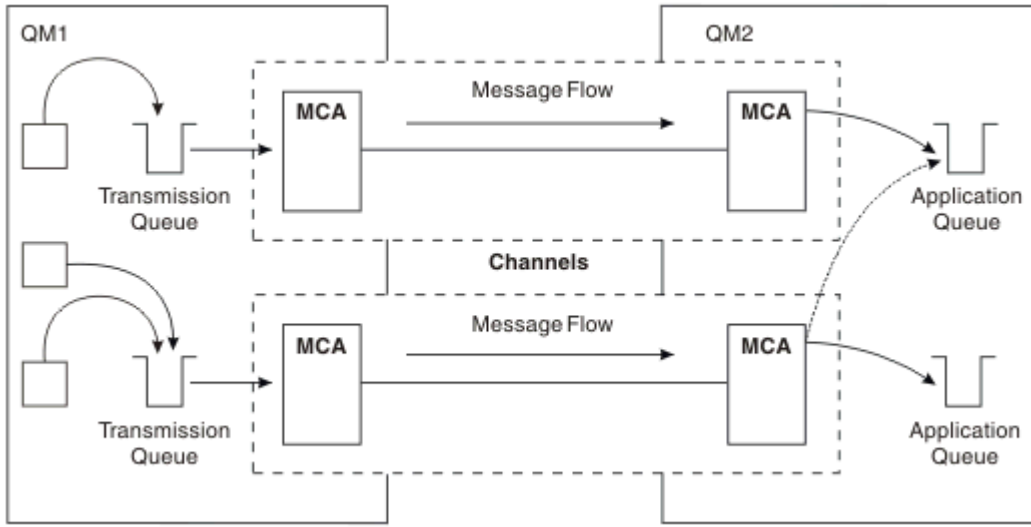 QM1
QM2
Message Flow
MCA
MCA
Transmission
Queue
Application
Queue
Channels
Message Flow
MCA
MCA
Transmission
Queue
Application
Queue